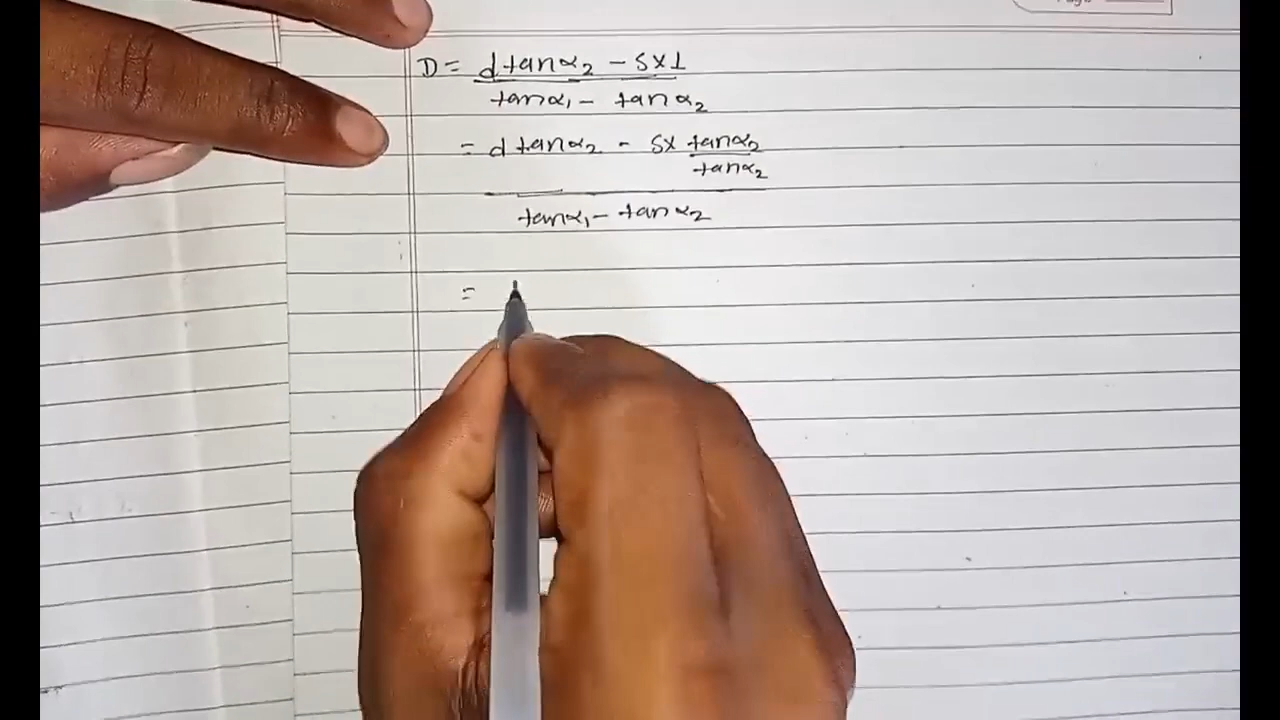 D = d tanα₂ - S×1
tanα₁ - tanα₂
= d tanα₂ - S× tanα₂
tanα₂
tanα₁ - tanα₂
=